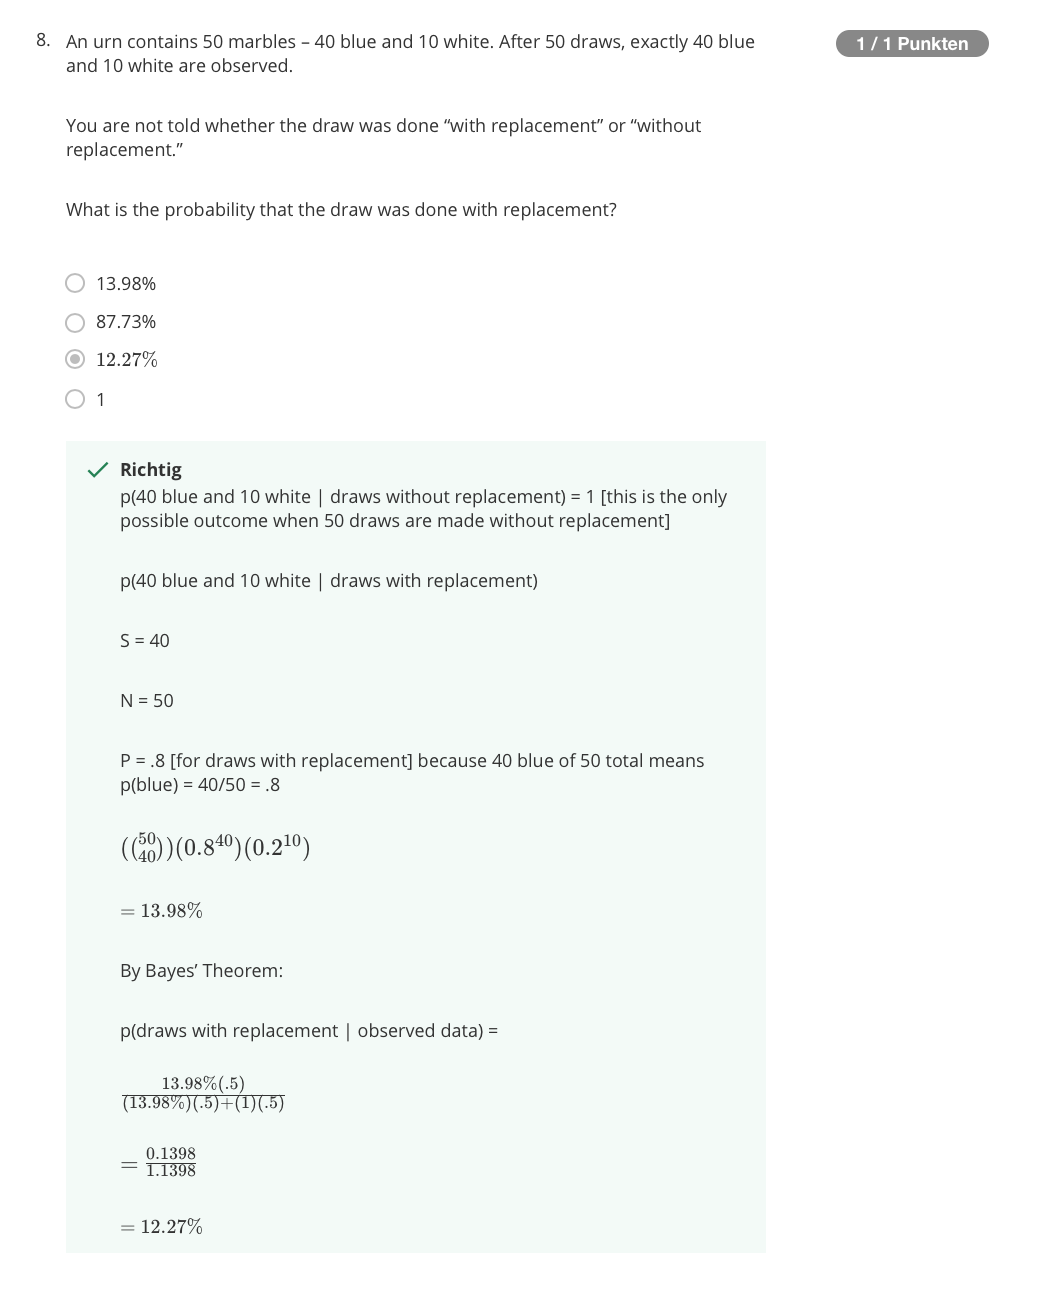 8. An urn contains 50 marbles – 40 blue and 10 white. After 50 draws, exactly 40 blue
and 10 white are observed.
1 / 1 Punkten
You are not told whether the draw was done “with replacement” or “without
replacement.”
What is the probability that the draw was done with replacement?
13.98%
87.73%
12.27%
1
Richtig
p(40 blue and 10 white | draws without replacement) = 1 [this is the only
possible outcome when 50 draws are made without replacement]
p(40 blue and 10 white | draws with replacement)
S = 40
N = 50
P = .8 [for draws with replacement] because 40 blue of 50 total means
p(blue) = 40/50 = .8
((50 40))(0.8^40)(0.2^10)
= 13.98%
By Bayes’ Theorem:
p(draws with replacement | observed data) =
13.98%(.5)
(13.98%)(.5)+(1)(.5)
= 0.1398
1.1398
= 12.27%